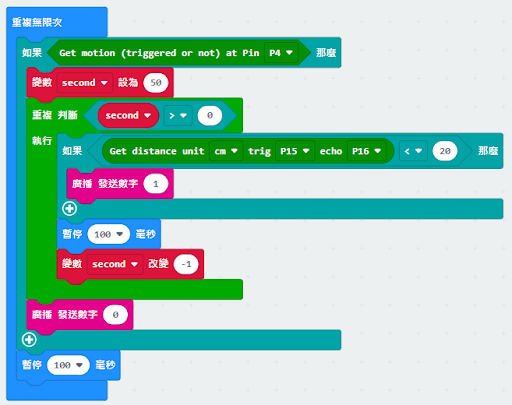 重複無限次
如果 Get motion (triggered or not) at Pin P4 那麼
變數 second 設為 50
重複 判斷 second > 0
執行
如果 Get distance unit cm trig P15 echo P16 < 20 那麼
廣播 發送數字 1
暫停 100 毫秒
變數 second 改變 -1
廣播 發送數字 0
暫停 100 毫秒